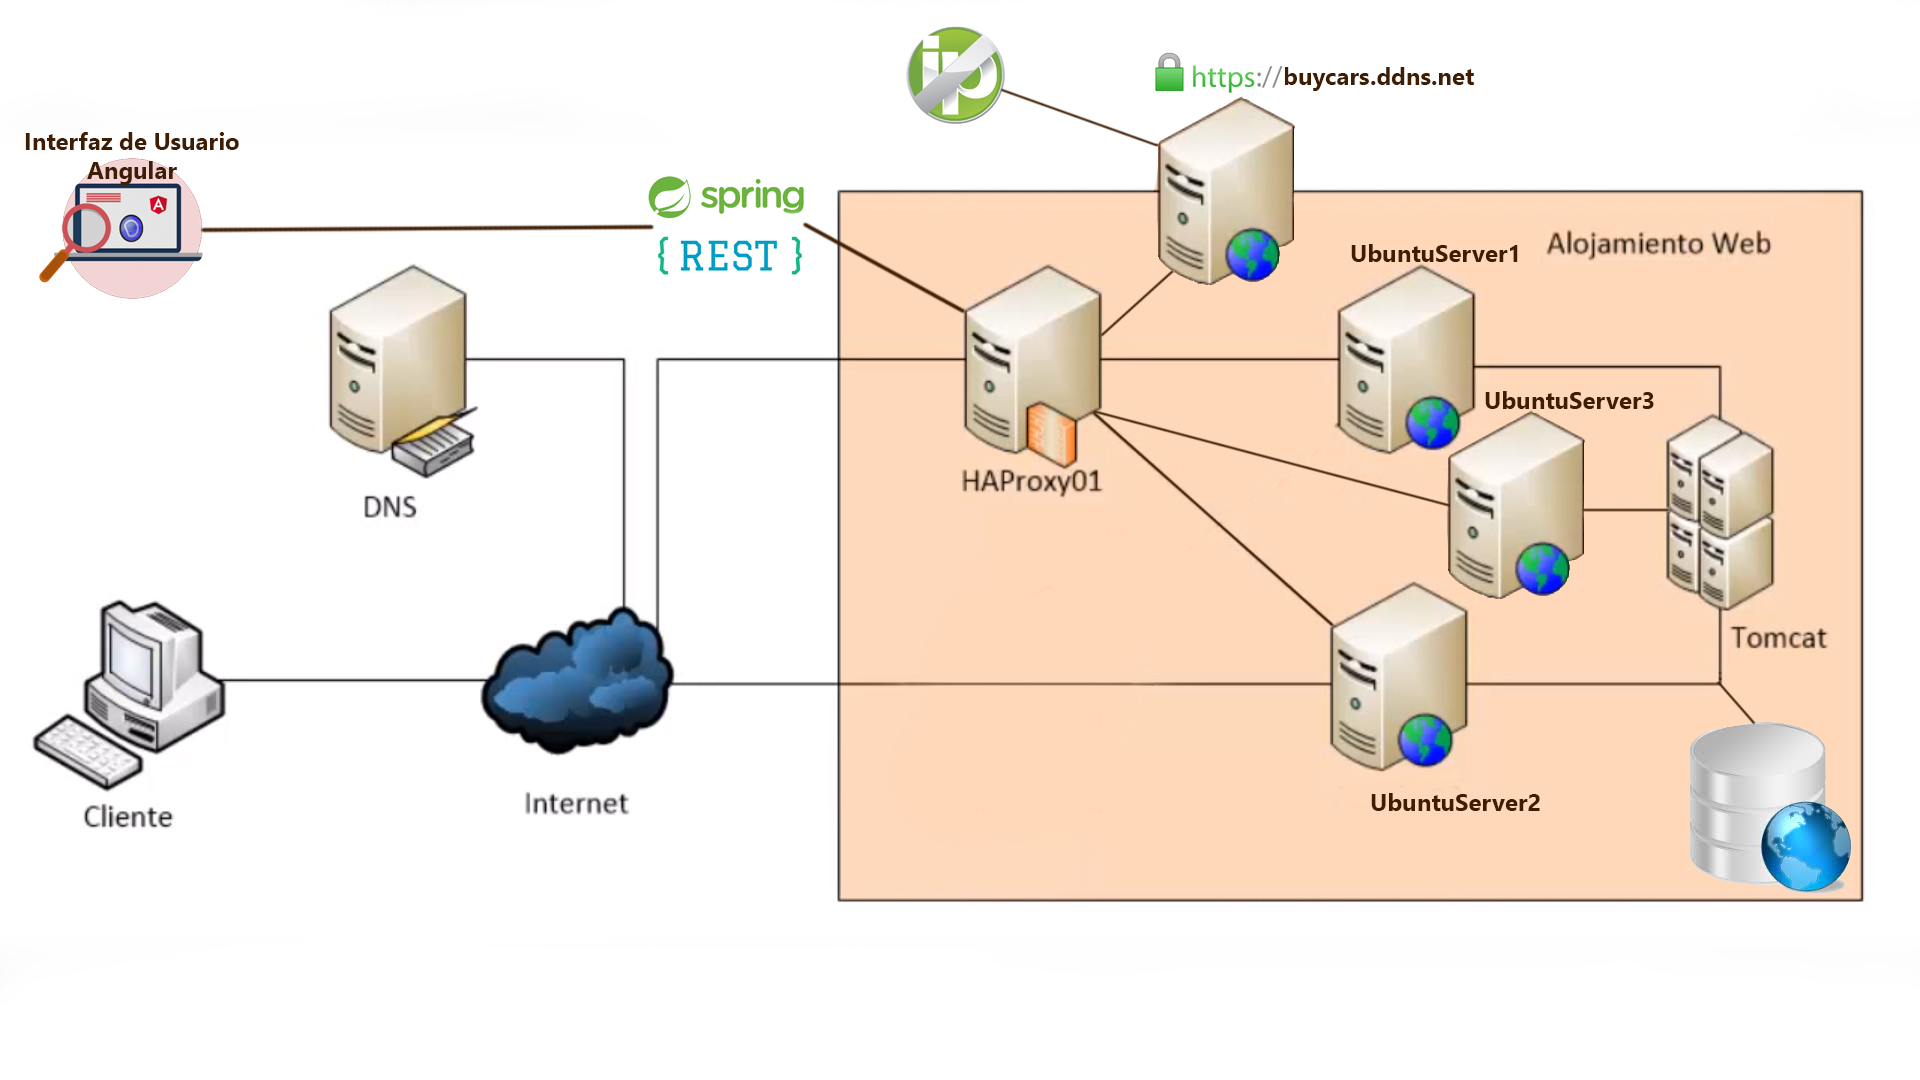 ip
https://buycars.ddns.net
Interfaz de Usuario
Angular
A
spring
{ REST }
UbuntuServer1
Alojamiento Web
UbuntuServer3
HAProxy01
DNS
Tomcat
Internet
UbuntuServer2
Cliente